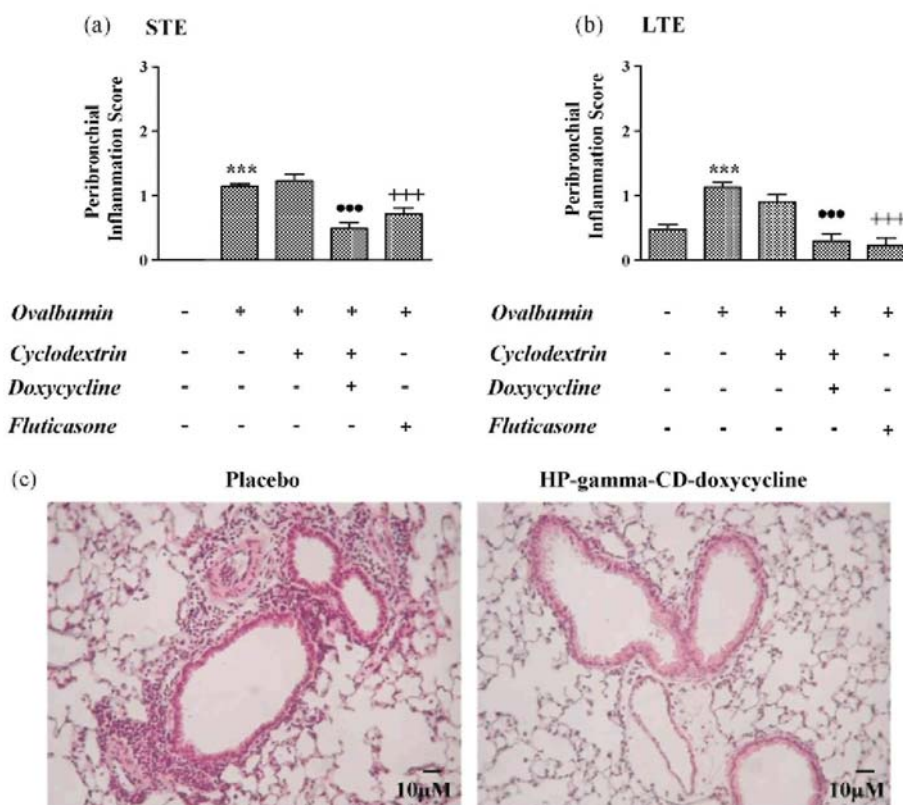 (a) STE
(b) LTE
Peribronchial
Inflammation Score
3
2
1
0
***
•••
+++
Peribronchial
Inflammation Score
3
2
1
0
***
•••
+++
Ovalbumin - + + + +
Cyclodextrin - - + + -
Doxycycline - - - + -
Fluticasone - - - - +
Ovalbumin - + + + +
Cyclodextrin - - + + -
Doxycycline - - - + -
Fluticasone - - - - +
(c) Placebo
HP-gamma-CD-doxycycline
10μM
10μM